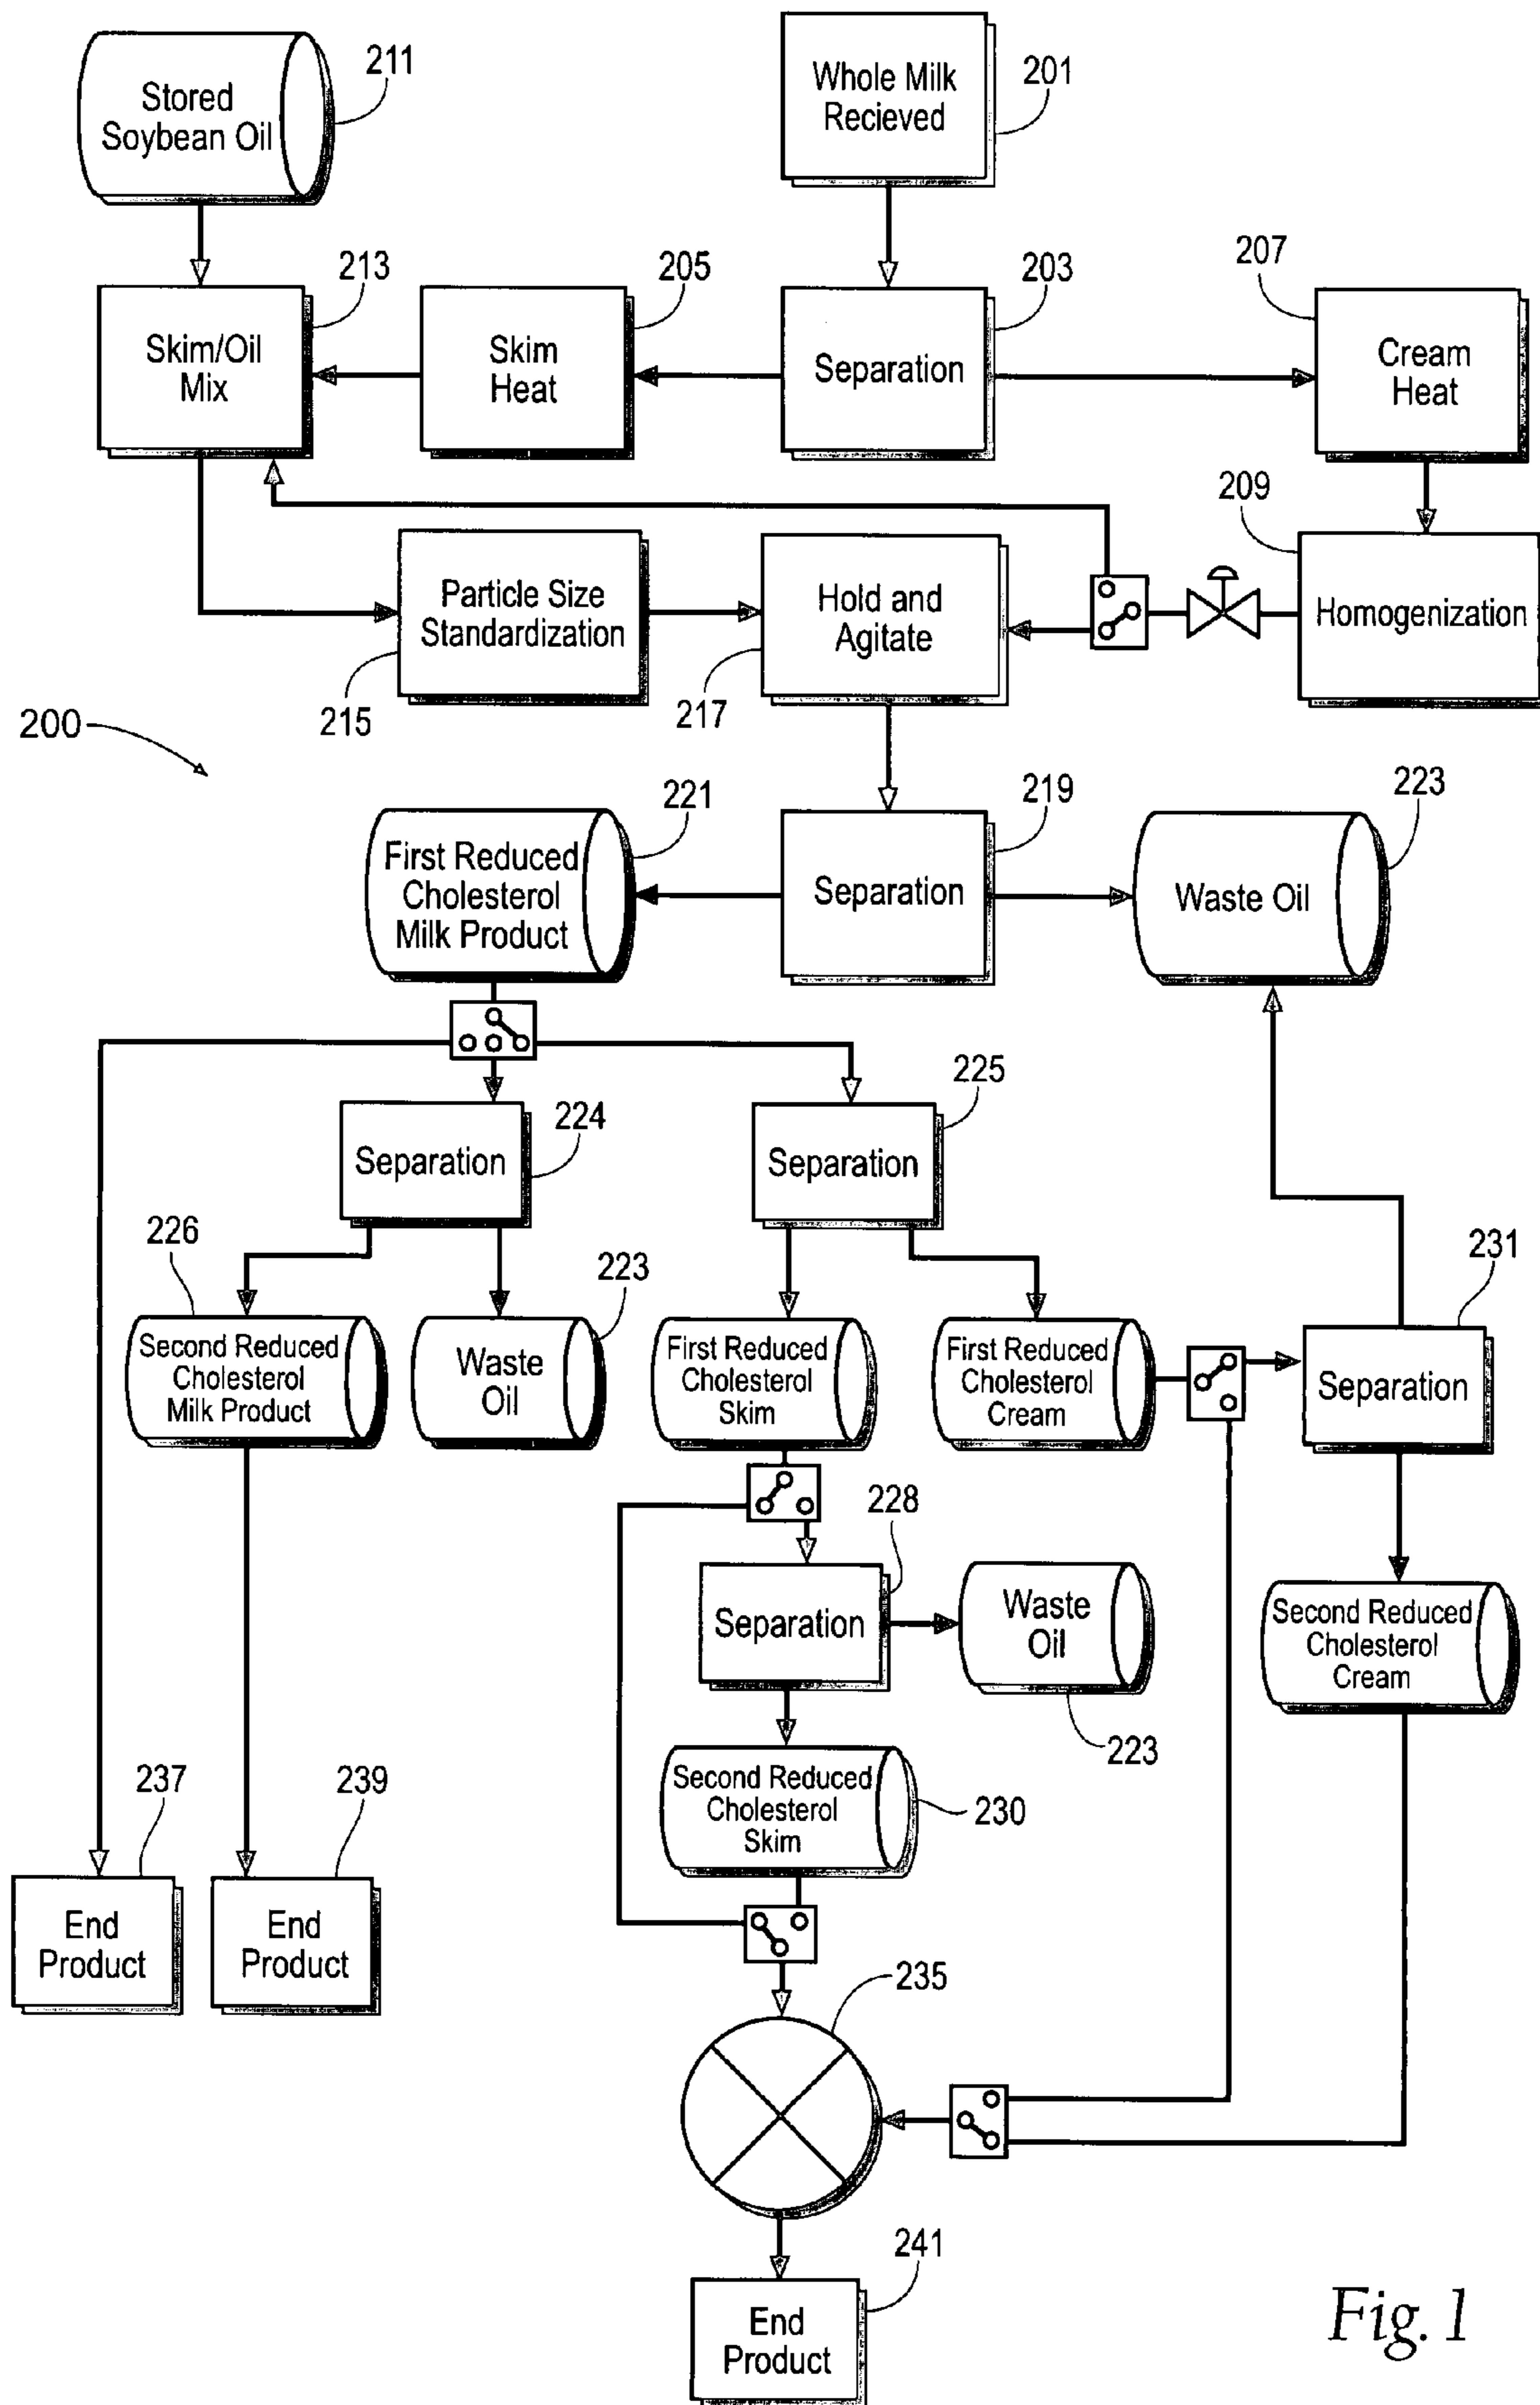 Stored
Soybean Oil
211
Whole Milk
Recieved
201
213
205
203
207
Skim/Oil
Mix
Skim
Heat
Separation
Cream
Heat
209
Particle Size
Standardization
Hold and
Agitate
Homogenization
215
217
200
221
219
223
First Reduced
Cholesterol
Milk Product
Separation
Waste Oil
225
224
Separation
Separation
226
223
231
Second Reduced
Cholesterol
Milk Product
Waste
Oil
First Reduced
Cholesterol
Skim
First Reduced
Cholesterol
Cream
Separation
228
Separation
Waste
Oil
Second Reduced
Cholesterol
Cream
223
237
239
Second Reduced
Cholesterol
Skim
230
End
Product
End
Product
235
241
End
Product
Fig. 1